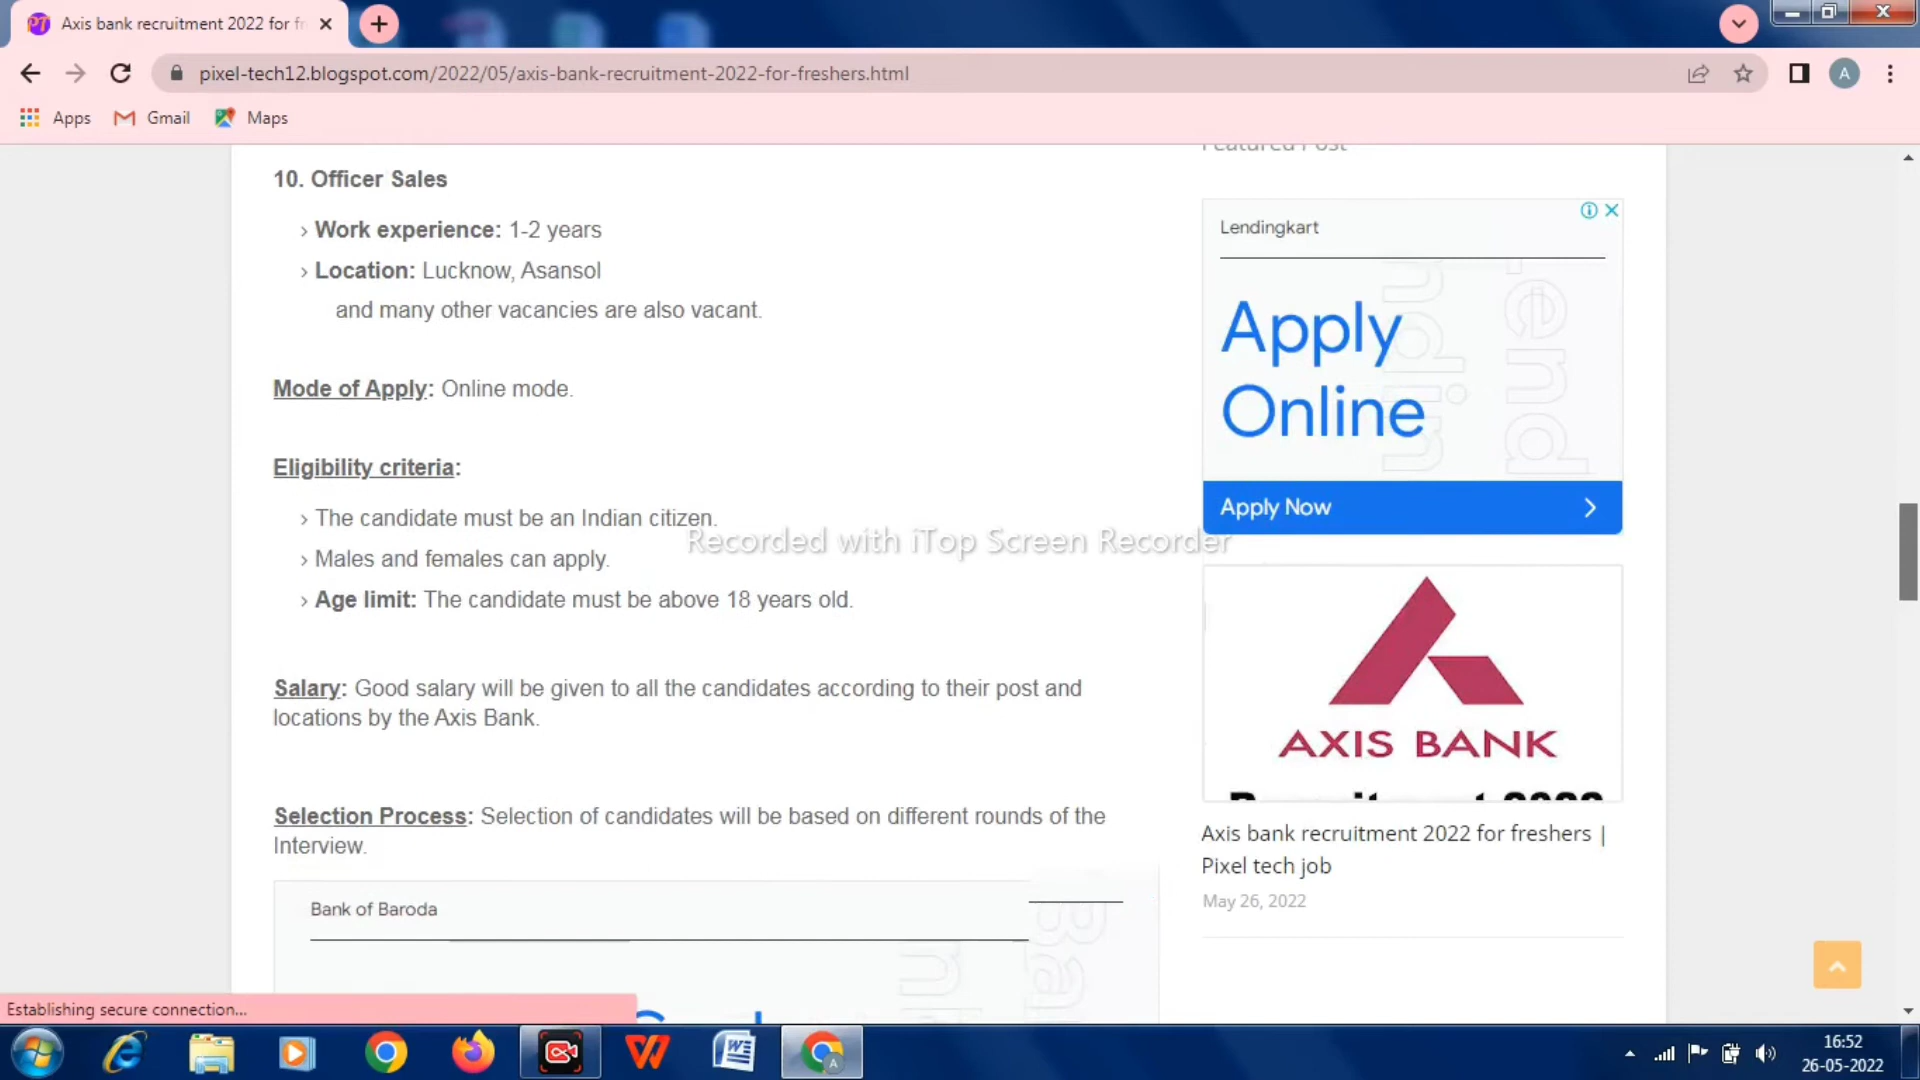 Axis bank recruitment 2022 for fr
pixel-tech12.blogspot.com/2022/05/axis-bank-recruitment-2022-for-freshers.html
A
Apps
Gmail
Maps
10. Officer Sales
› Work experience: 1-2 years
› Location: Lucknow, Asansol
and many other vacancies are also vacant.
Mode of Apply: Online mode.
Eligibility criteria:
› The candidate must be an Indian citizen.
› Males and females can apply.
› Age limit: The candidate must be above 18 years old.
Salary: Good salary will be given to all the candidates according to their post and
locations by the Axis Bank.
Selection Process: Selection of candidates will be based on different rounds of the
Interview.
Bank of Baroda
Featured Post
Lendingkart
Apply
Online
Apply Now
AXIS BANK
Recruitment 2022
Axis bank recruitment 2022 for freshers |
Pixel tech job
May 26, 2022
Recorded with iTop Screen Recorder
Establishing secure connection...
16:52
26-05-2022